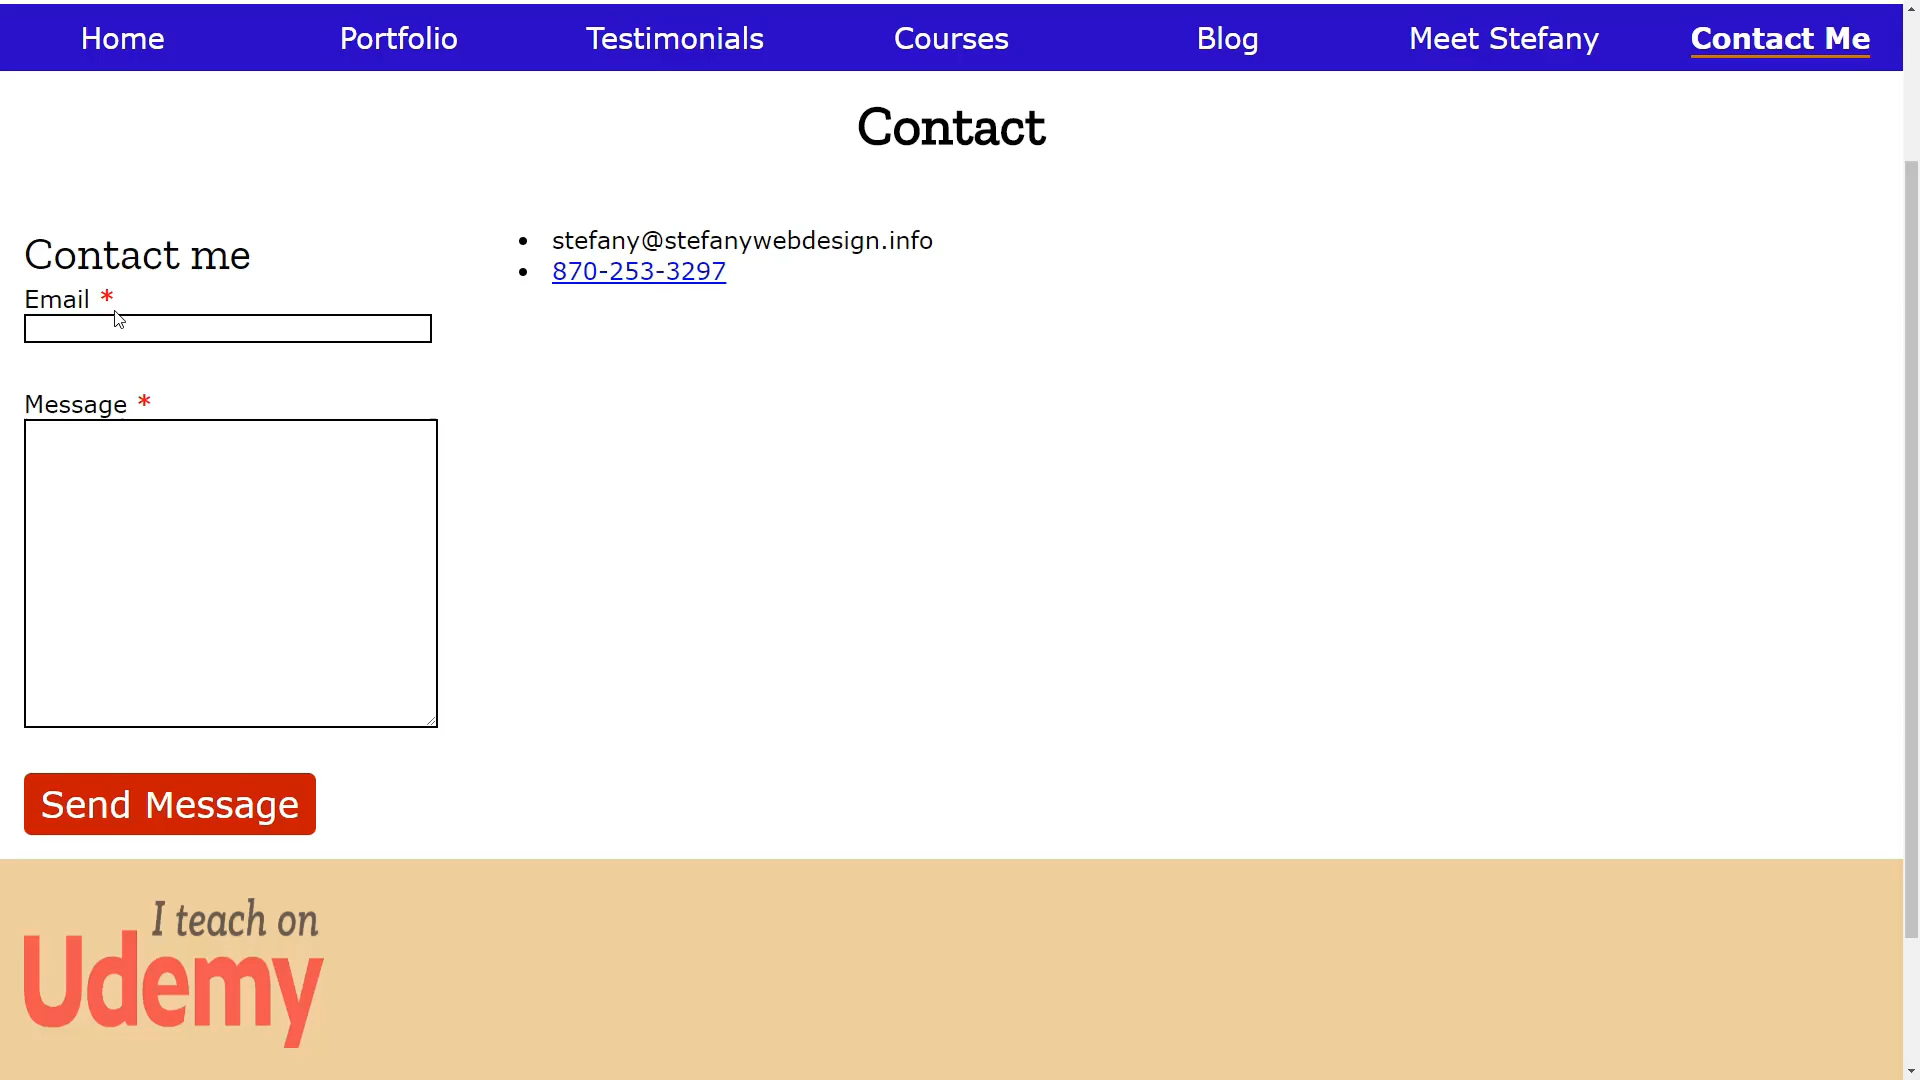 Home Portfolio Testimonials Courses Blog Meet Stefany Contact Me
Contact
Contact me
Email *
Message *
Send Message
stefany@stefanywebdesign.info
870-253-3297
I teach on
Udemy